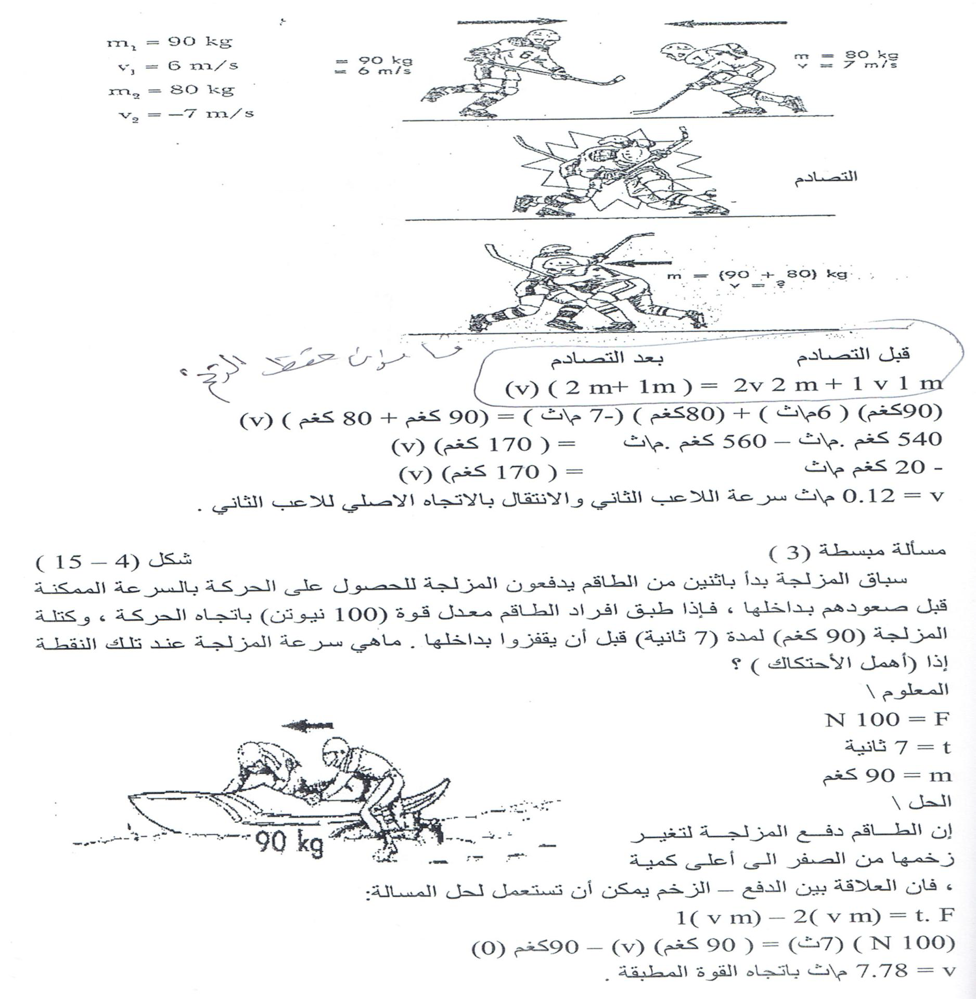 m₁ = 90 kg
v₁ = 6 m/s
m₂ = 80 kg
v₂ = –7 m/s
= 90 kg
= 6 m/s
m = 80 kg
v = 7 m/s
التصادم
m = (90 + 80) kg
v = ?
قبل التصادم بعد التصادم
قانون حفظ الزخم
(v) ( 2 m+ 1m ) = 2v 2 m + 1 v 1 m
(90كغم) ( 6م\ث ) + (80كغم ) (-7 م\ث ) = (90 كغم + 80 كغم ) (v)
540 كغم .م\ث – 560 كغم .م\ث = ( 170 كغم) (v)
- 20 كغم م\ث = ( 170 كغم) (v)
v = 0.12 م\ث سرعة اللاعب الثاني والانتقال بالاتجاه الاصلي للاعب الثاني .
مسألة مبسطة (3 ) شكل (4 – 15 )
سباق المزلجة بدأ باثنين من الطاقم يدفعون المزلجة للحصول على الحركة بالسرعة الممكنة
قبل صعودهم بداخلها ، فإذا طبق افراد الطاقم معدل قوة (100 نيوتن) باتجاه الحركة ، وكتلة
المزلجة (90 كغم) لمدة (7 ثانية) قبل أن يقفزوا بداخلها . ماهي سرعة المزلجة عند تلك النقطة
إذا (أهمل الأحتكاك ) ؟
المعلوم \
N 100 = F
t = 7 ثانية
m = 90 كغم
الحل \
إن الطاقم دفع المزلجة لتغير
زخمها من الصفر الى أعلى كمية
، فان العلاقة بين الدفع – الزخم يمكن أن تستعمل لحل المسالة:
1( v m) – 2( v m) = t. F
(100 N ) (7ث) = ( 90 كغم) (v) – 90كغم (0)
v = 7.78 م\ث باتجاه القوة المطبقة .
90 kg